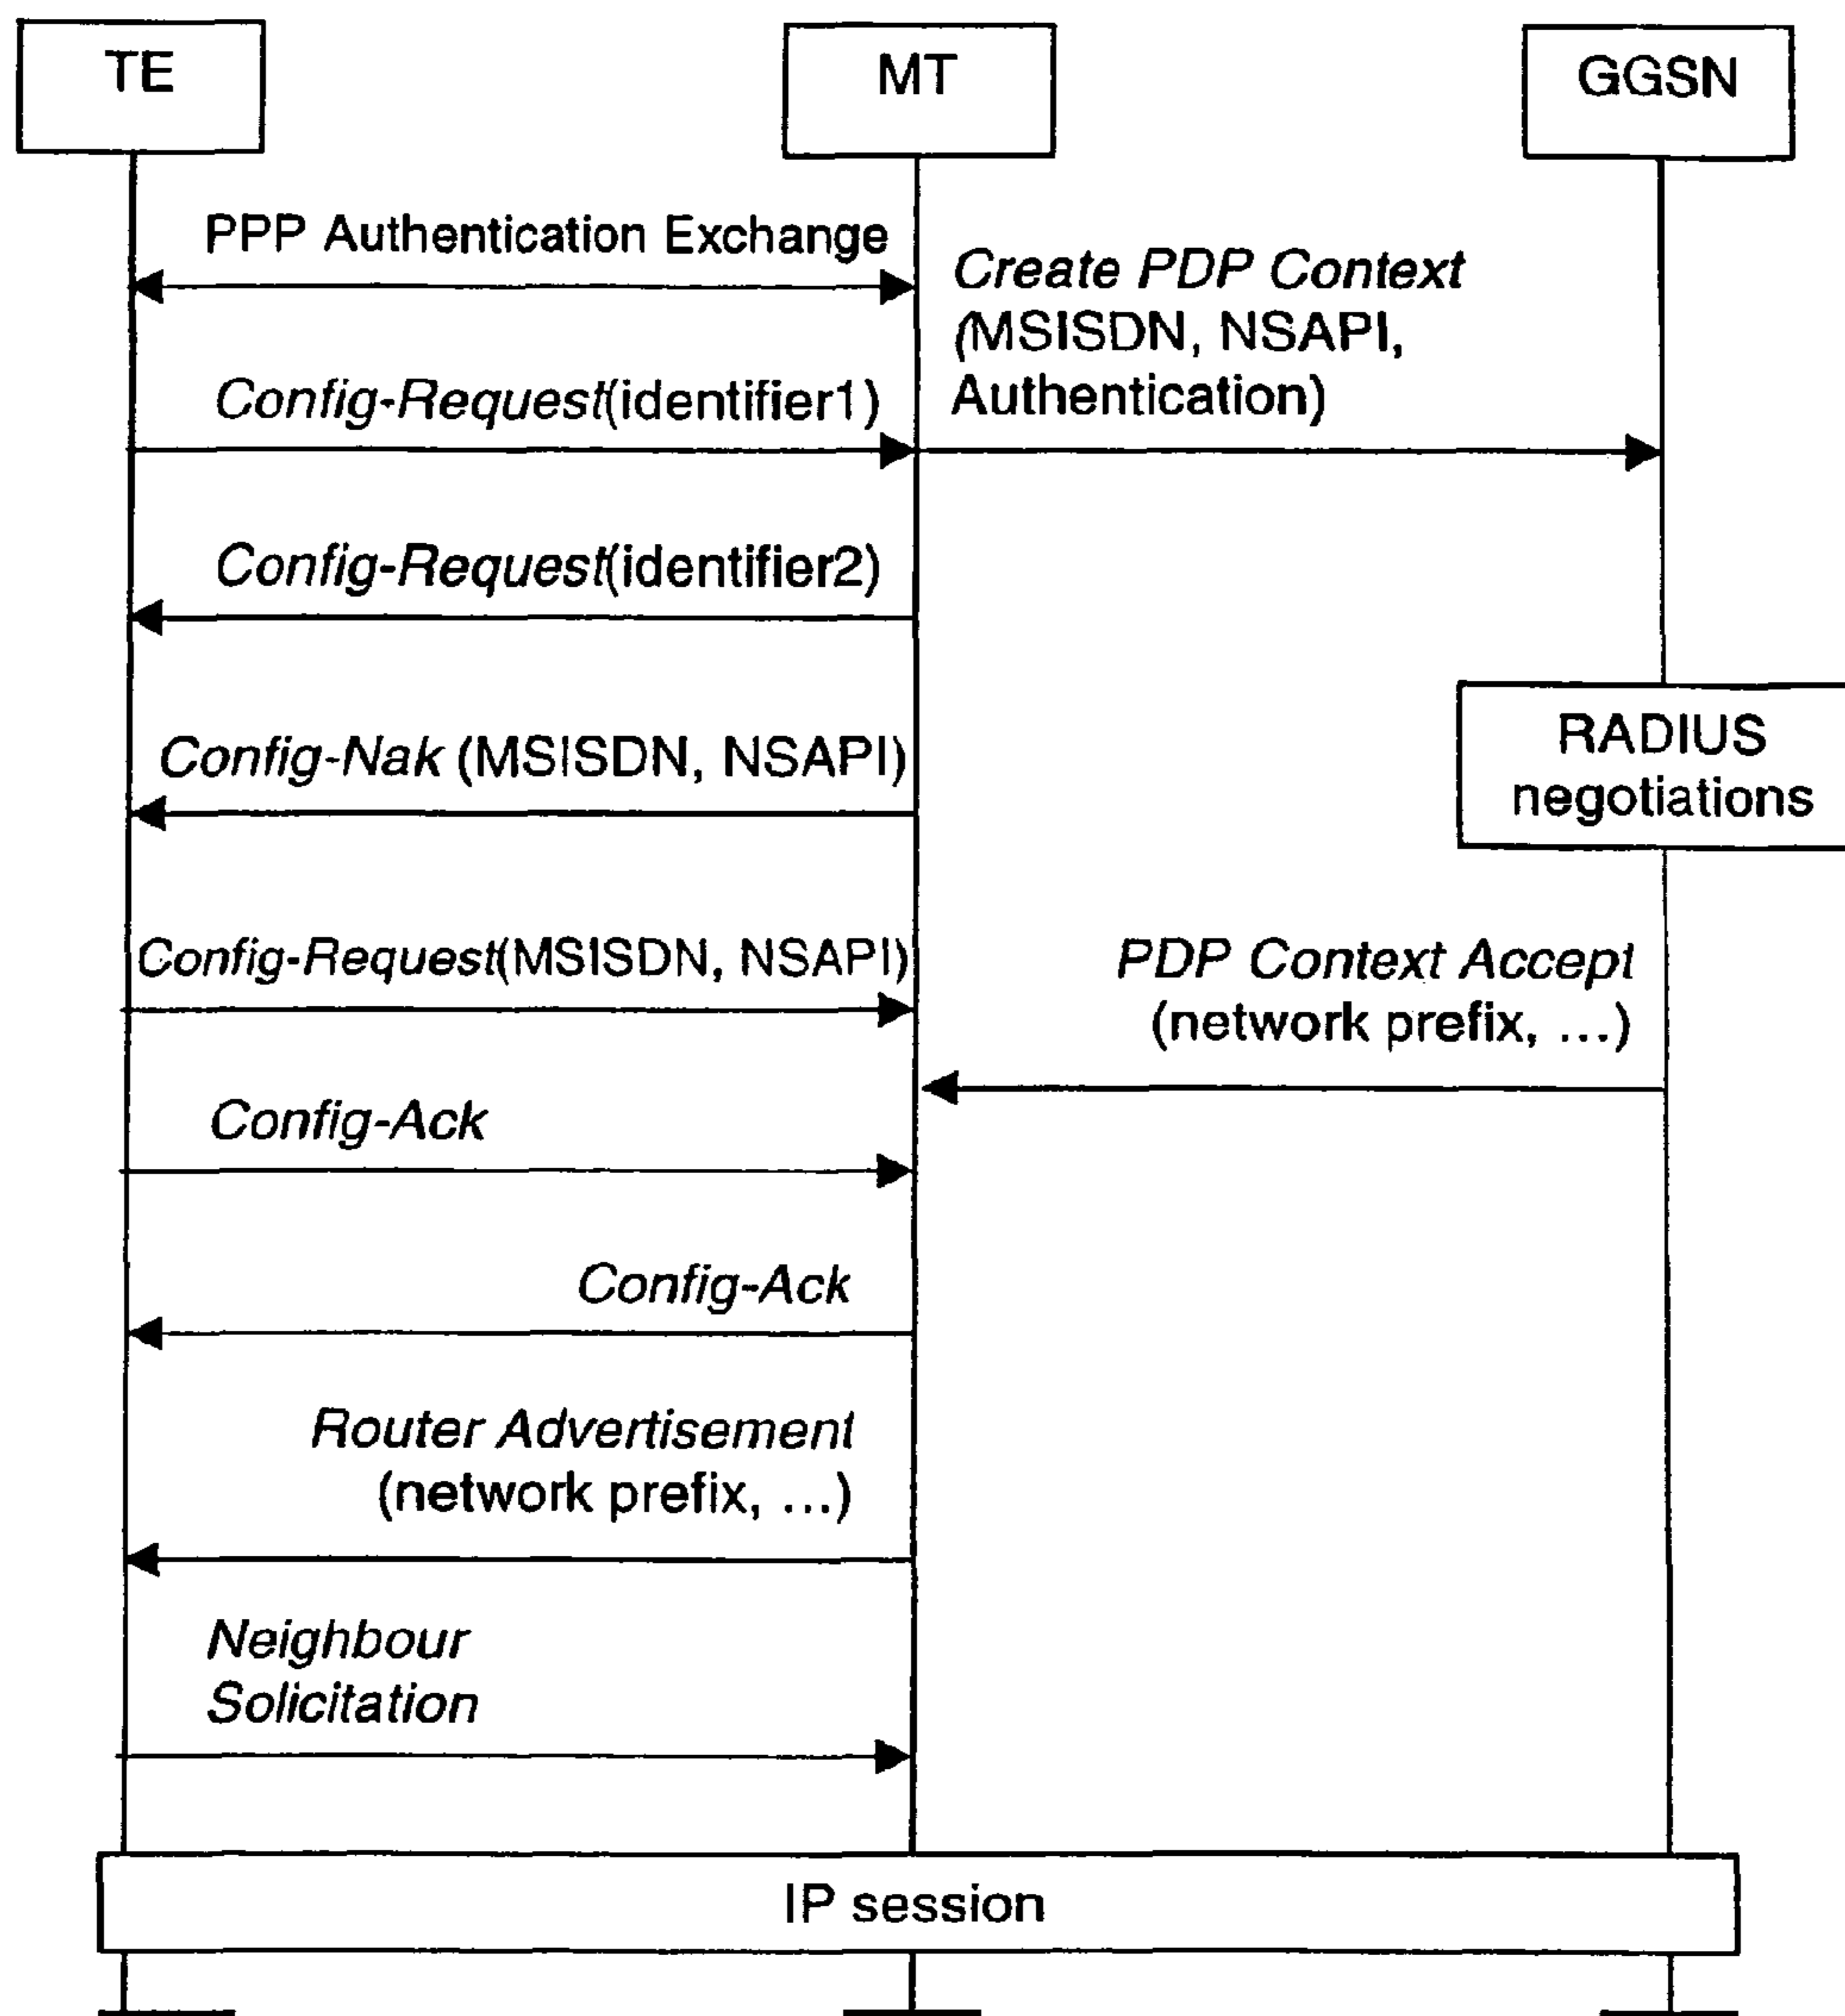 TE
MT
GGSN
PPP Authentication Exchange
Create PDP Context
(MSISDN, NSAPI,
Authentication)
Config-Request(identifier1)
Config-Request(identifier2)
RADIUS
negotiations
Config-Nak (MSISDN, NSAPI)
Config-Request(MSISDN, NSAPI)
PDP Context Accept
(network prefix, ...)
Config-Ack
Config-Ack
Router Advertisement
(network prefix, ...)
Neighbour
Solicitation
IP session